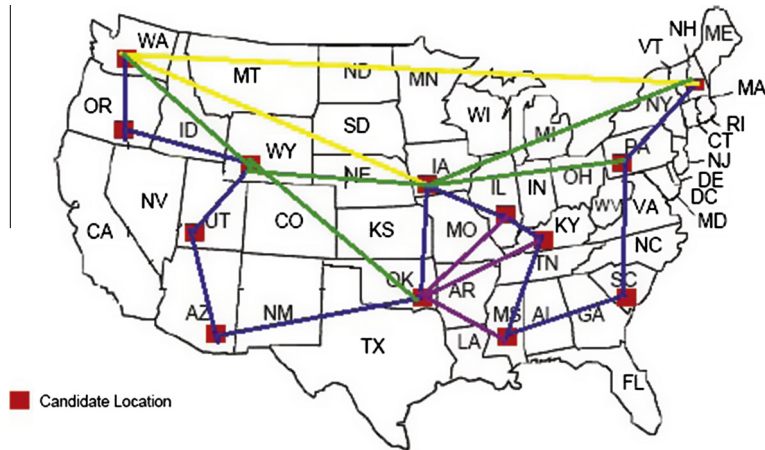 NH
ME
WA
VT
MT
ND
MN
MA
OR
ID
SD
WI
MI
NY
RI
CT
WY
NE
IA
PA
NJ
NV
UT
CO
IL
IN
OH
WV
VA
DE
DC
MD
CA
KS
MO
KY
NC
AZ
NM
OK
AR
TN
SC
MS
AL
GA
TX
LA
FL
Candidate Location